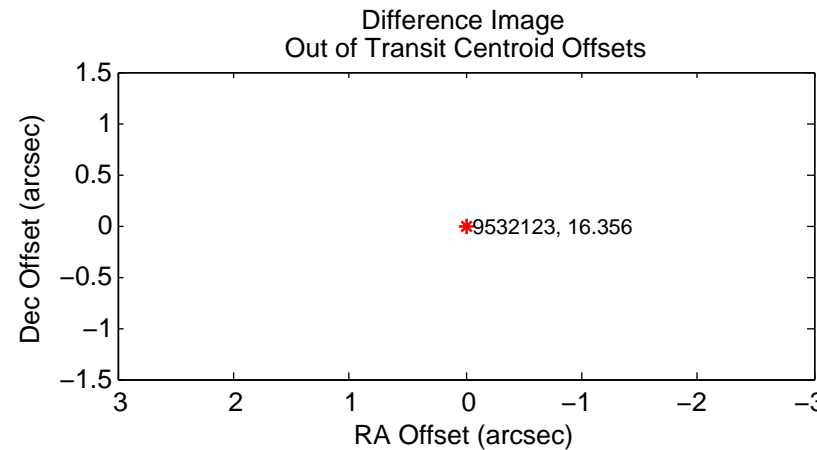 Difference Image
Out of Transit Centroid Offsets
1.5
1
0.5
0
−0.5
−1
−1.5
Dec Offset (arcsec)
9532123, 16.356
3 2 1 0 −1 −2 −3
RA Offset (arcsec)